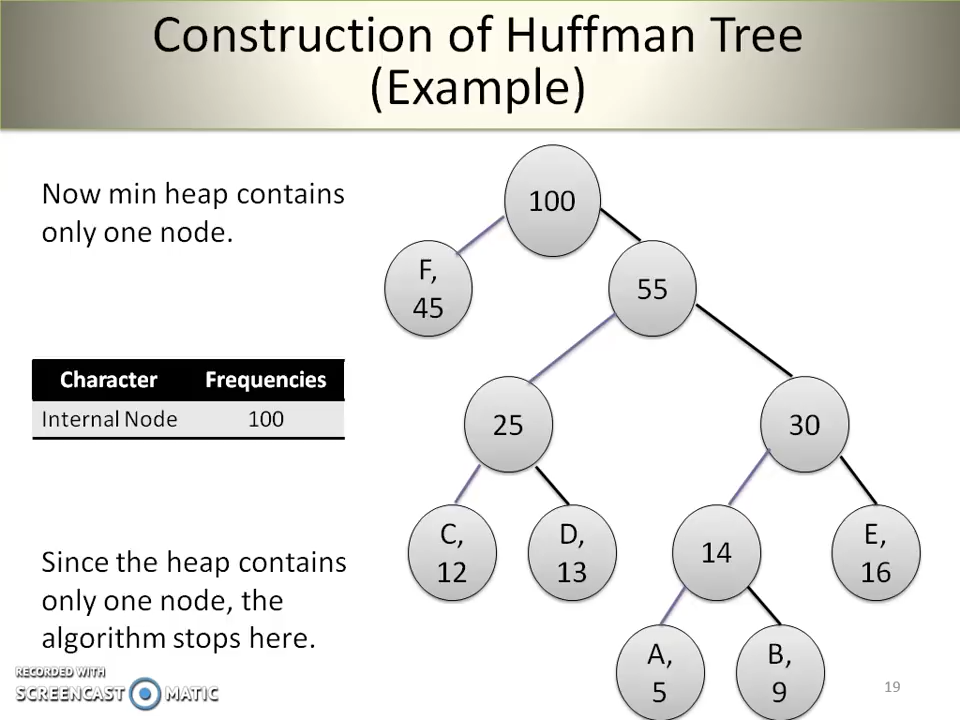 Construction of Huffman Tree
(Example)
Now min heap contains
only one node.
Character Frequencies
Internal Node 100
Since the heap contains
only one node, the
algorithm stops here.
100
F,
45
55
25
30
C,
12
D,
13
14
E,
16
A,
5
B,
9
RECORDED WITH
SCREENCAST MATIC
19